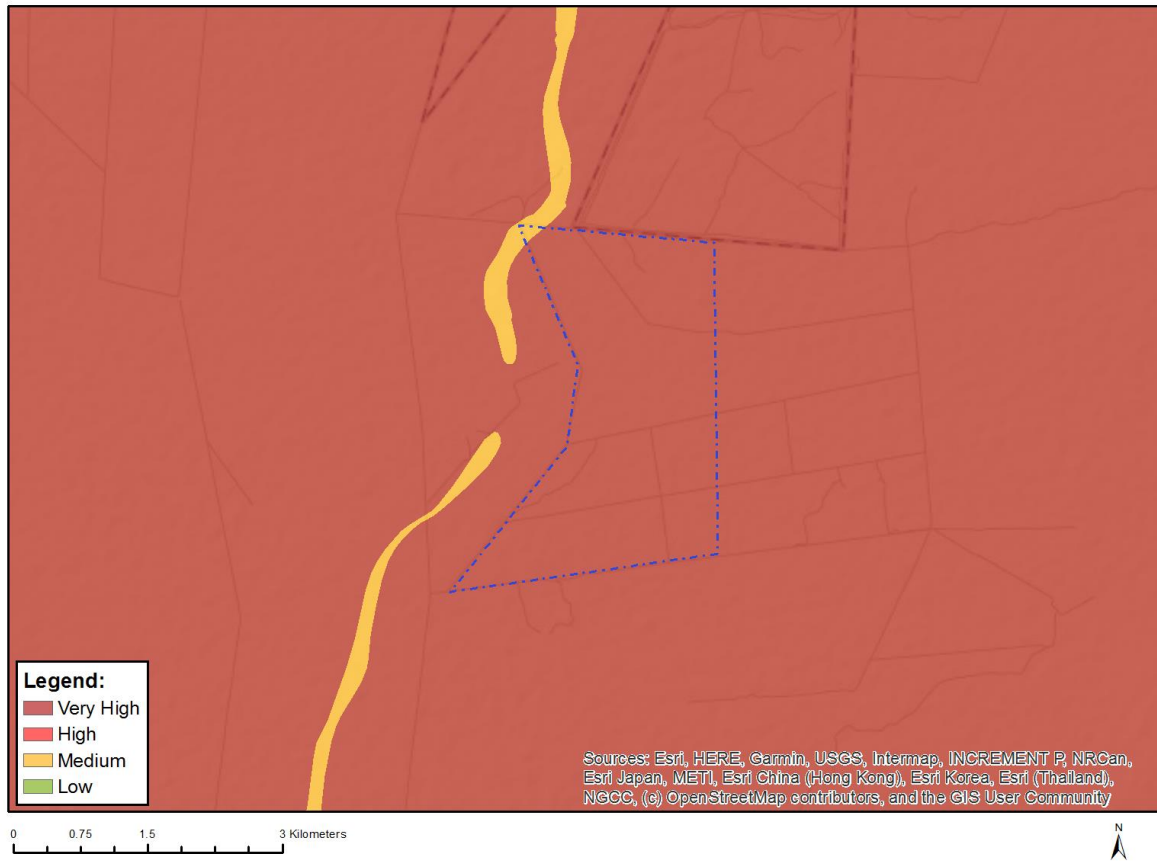 Legend:
Very High
High
Medium
Low
Sources: Esri, HERE, Garmin, USGS, Intermap, INCREMENT P, NRCan,
Esri Japan, METI, Esri China (Hong Kong), Esri Korea, Esri (Thailand),
NGCC, (c) OpenStreetMap contributors, and the GIS User Community
0 0.75 1.5 3 Kilometers
N